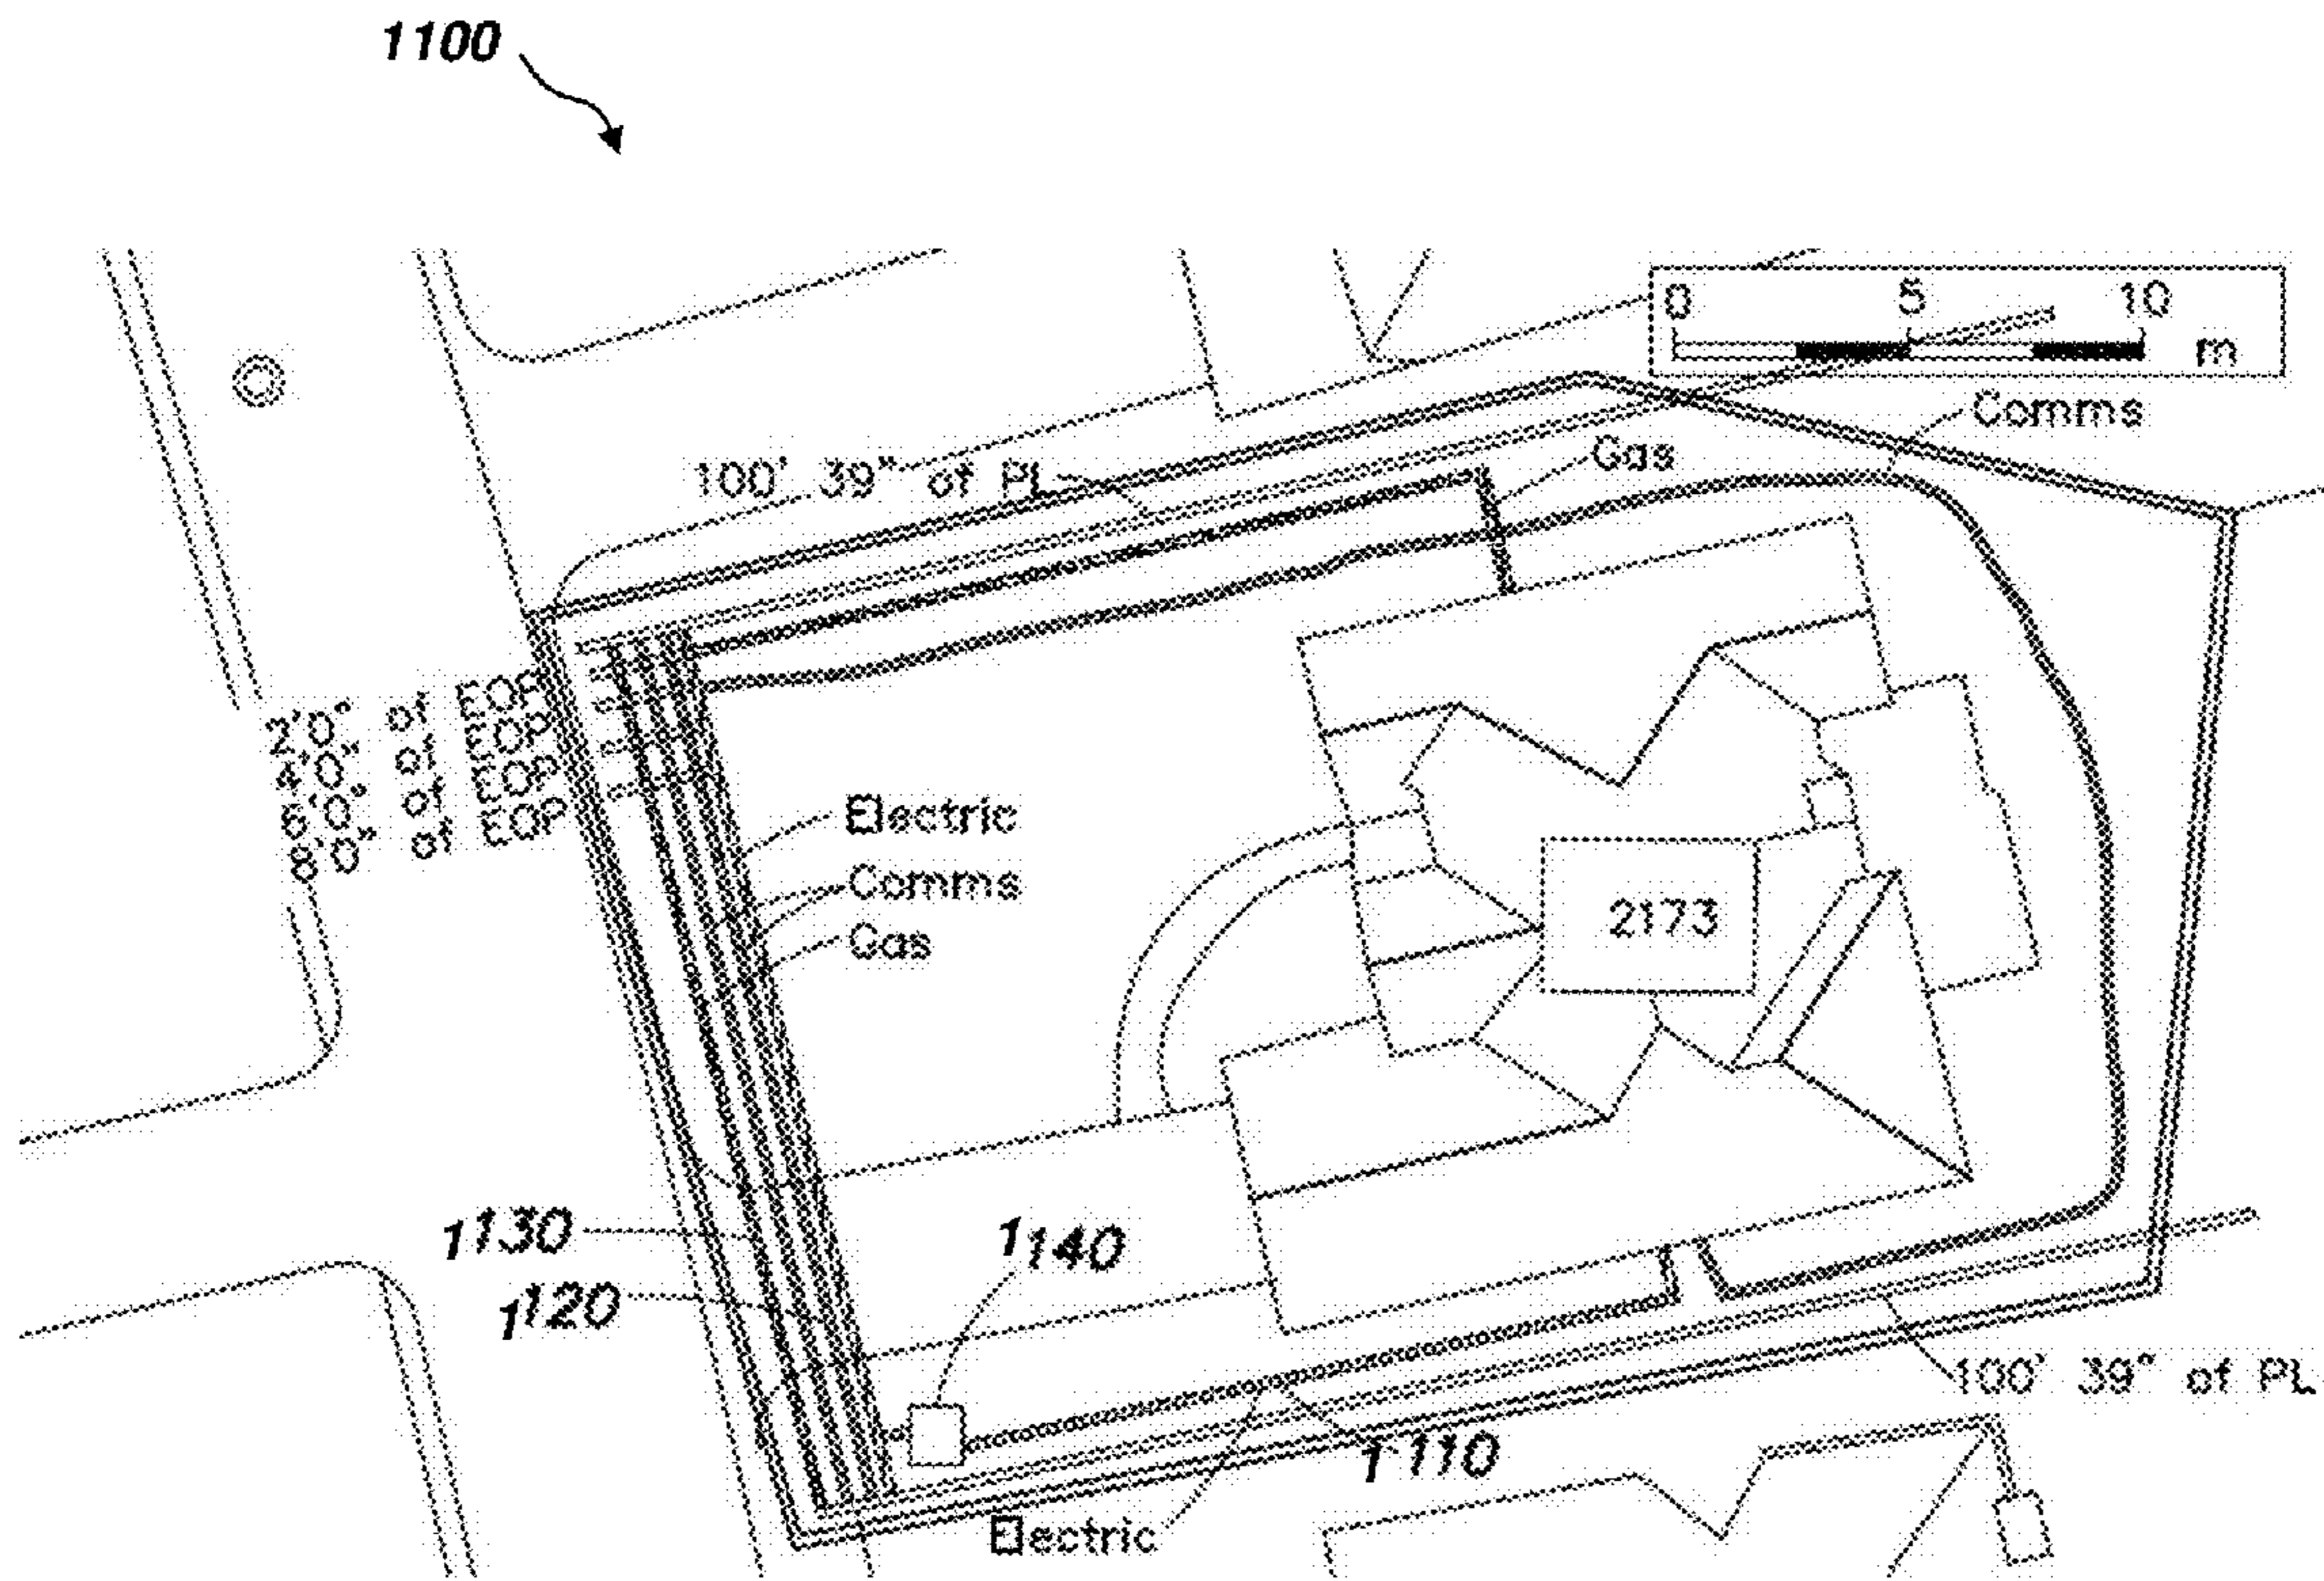 1100
0 5 10
m
Comms
Gas
100' 39" of PL
2'0" of EOP
4'0" of EOP
6'0" of EOP
8'0" of EOP
Electric
Comms
Gas
2173
1130
1140
1120
100' 39" of PL
1110
Electric